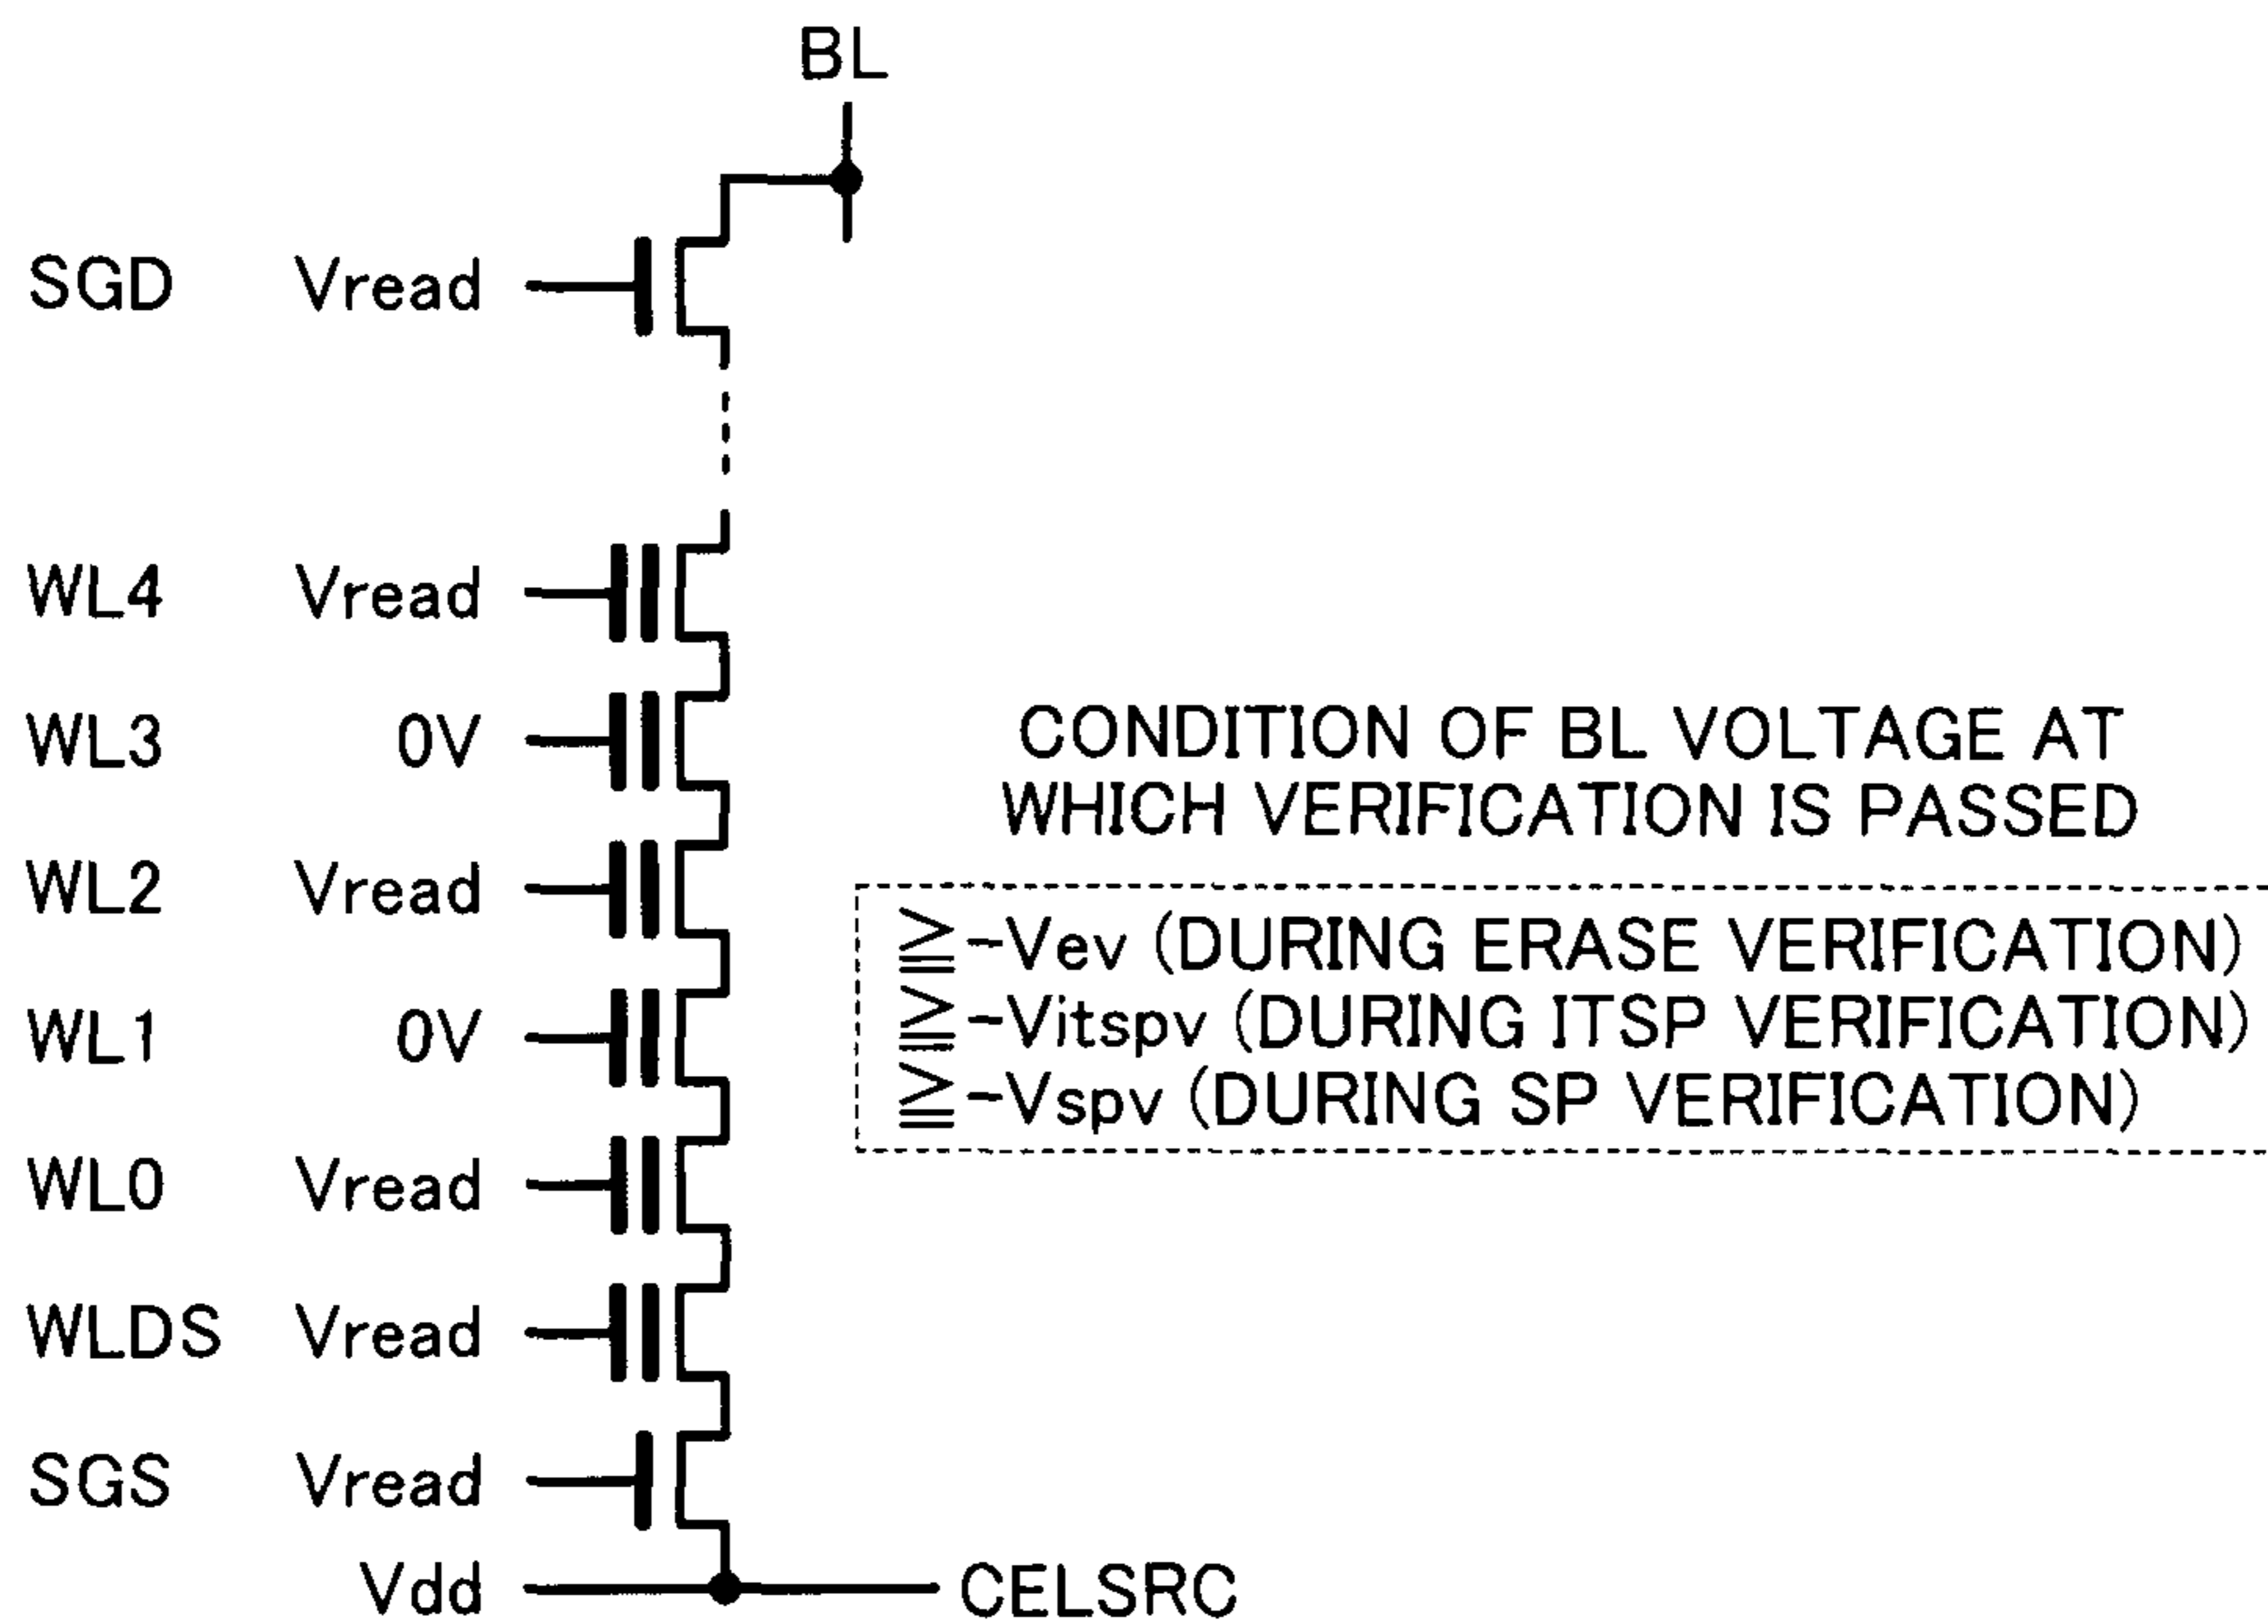 BL
SGD Vread
WL4 Vread
WL3 0V
CONDITION OF BL VOLTAGE AT
WHICH VERIFICATION IS PASSED
WL2 Vread
≧-Vev (DURING ERASE VERIFICATION)
≧-Vitspv (DURING ITSP VERIFICATION)
WL1 0V
≧-Vspv (DURING SP VERIFICATION)
WL0 Vread
WLDS Vread
SGS Vread
Vdd CELSRC